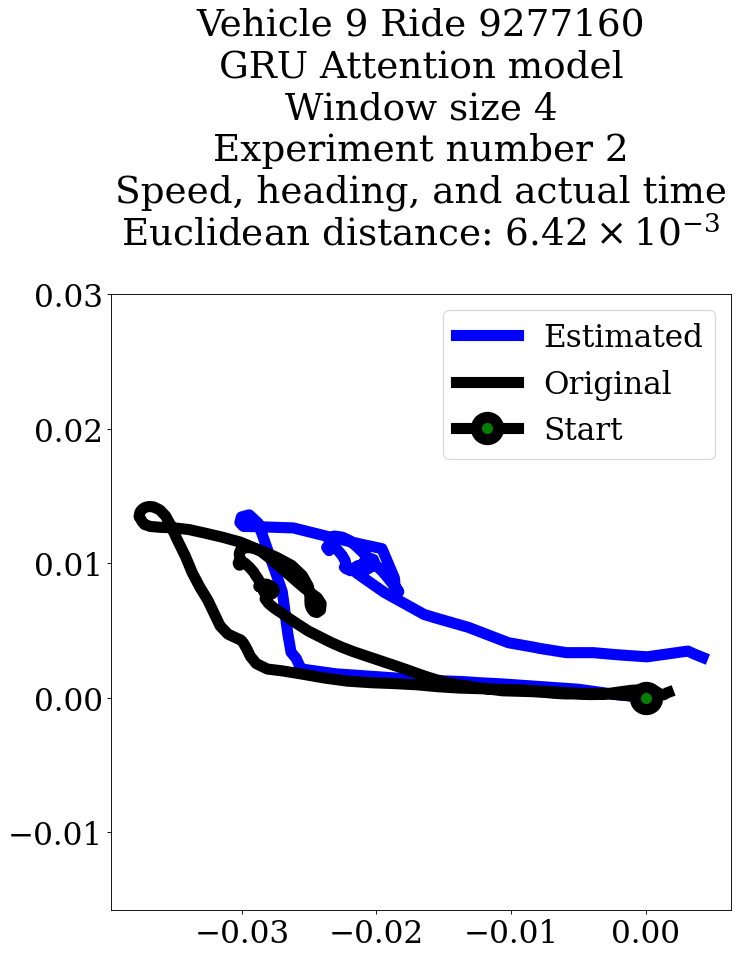 Vehicle 9 Ride 9277160
GRU Attention model
Window size 4
Experiment number 2
Speed, heading, and actual time
Euclidean distance: 6.42 × 10⁻³
Estimated
Original
Start
0.03
0.02
0.01
0.00
−0.01
−0.03 −0.02 −0.01 0.00